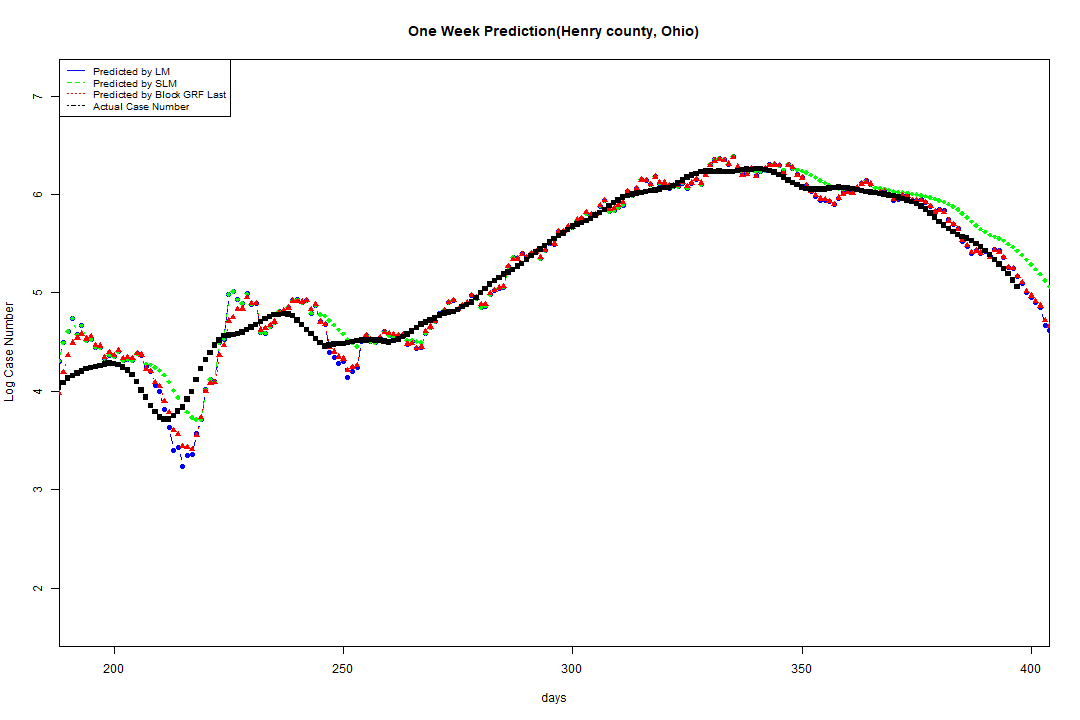 One Week Prediction(Henry county, Ohio)
Predicted by LM
Predicted by SLM
Predicted by Block GRF Last
Actual Case Number
7
6
5
4
3
2
Log Case Number
200 250 300 350 400
days